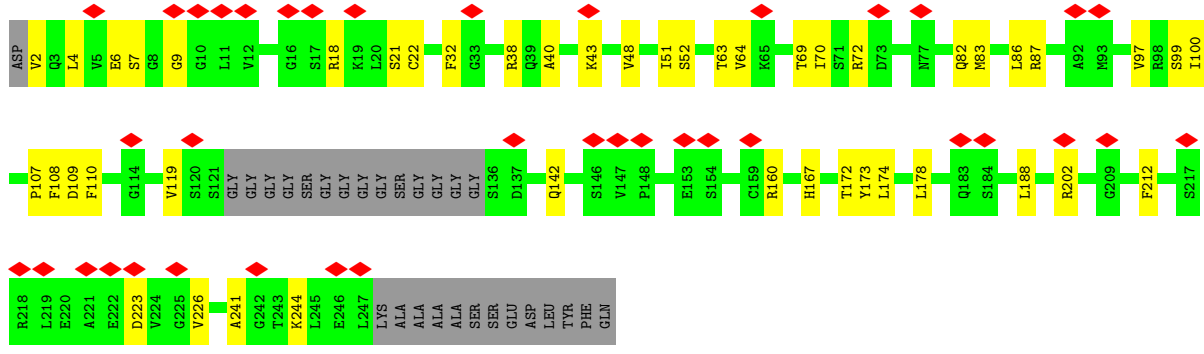 ASP V2 Q3 L4 V5 E6 S7 G8 G9 G10 L11 V12 G16 S17 R18 K19 L20 S21 C22 F32 G33 R38 Q39 A40 K43 V48 I51 S52 T63 V64 K65 T69 I70 S71 R72 D73 N77 Q82 M83 L86 R87 A92 M93 V97 R98 S99 I100
P107 F108 D109 F110 G114 V119 S120 S121 GLY GLY GLY GLY SER GLY GLY GLY GLY SER GLY GLY GLY GLY S136 D137 Q142 S146 V147 P148 E153 S154 C159 R160 H167 T172 Y173 L174 L178 Q183 S184 L188 R202 G209 F212 S217
R218 L219 E220 A221 E222 D223 V224 G225 V226 A241 G242 T243 K244 L245 E246 L247 LYS ALA ALA ALA ALA SER SER GLU ASP LEU TYR PHE GLN